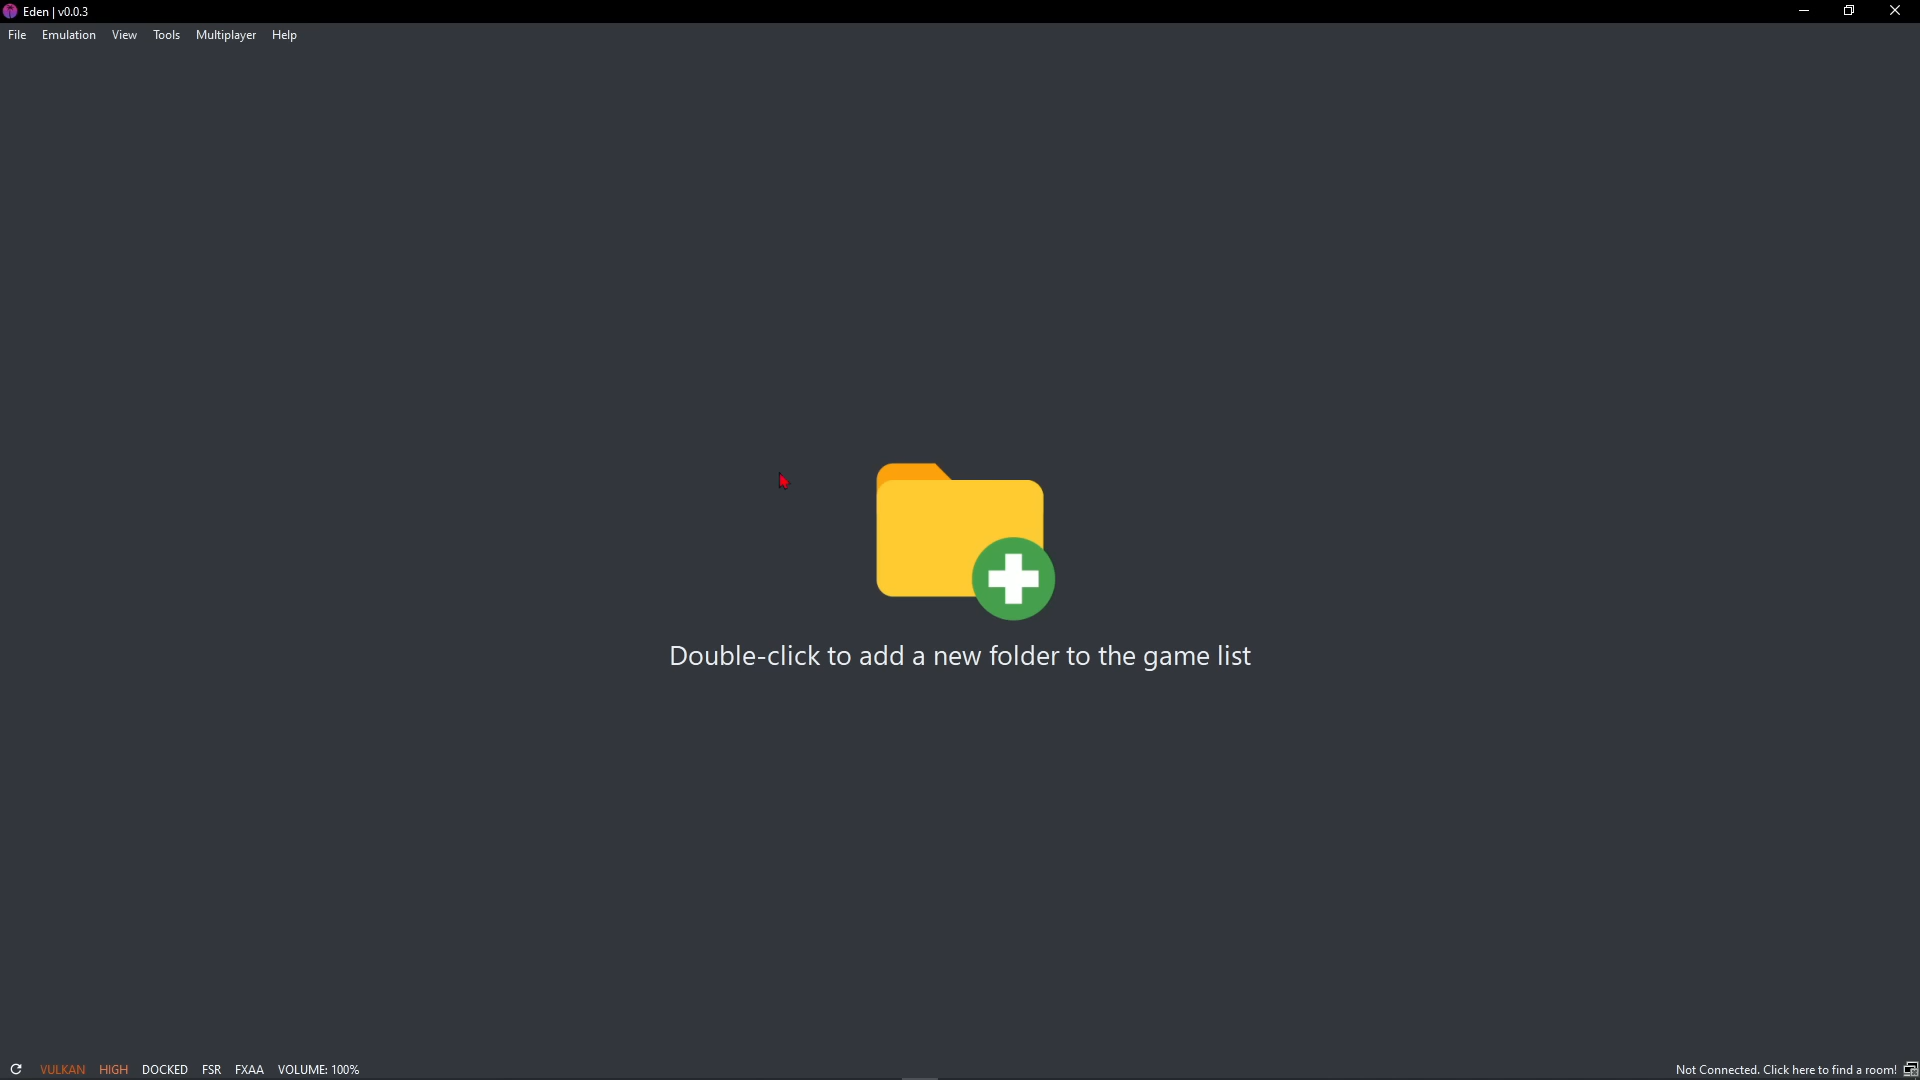 Eden | v0.0.3
File Emulation View Tools Multiplayer Help
Double-click to add a new folder to the game list
VULKAN HIGH DOCKED FSR FXAA VOLUME: 100% Not Connected. Click here to find a room!